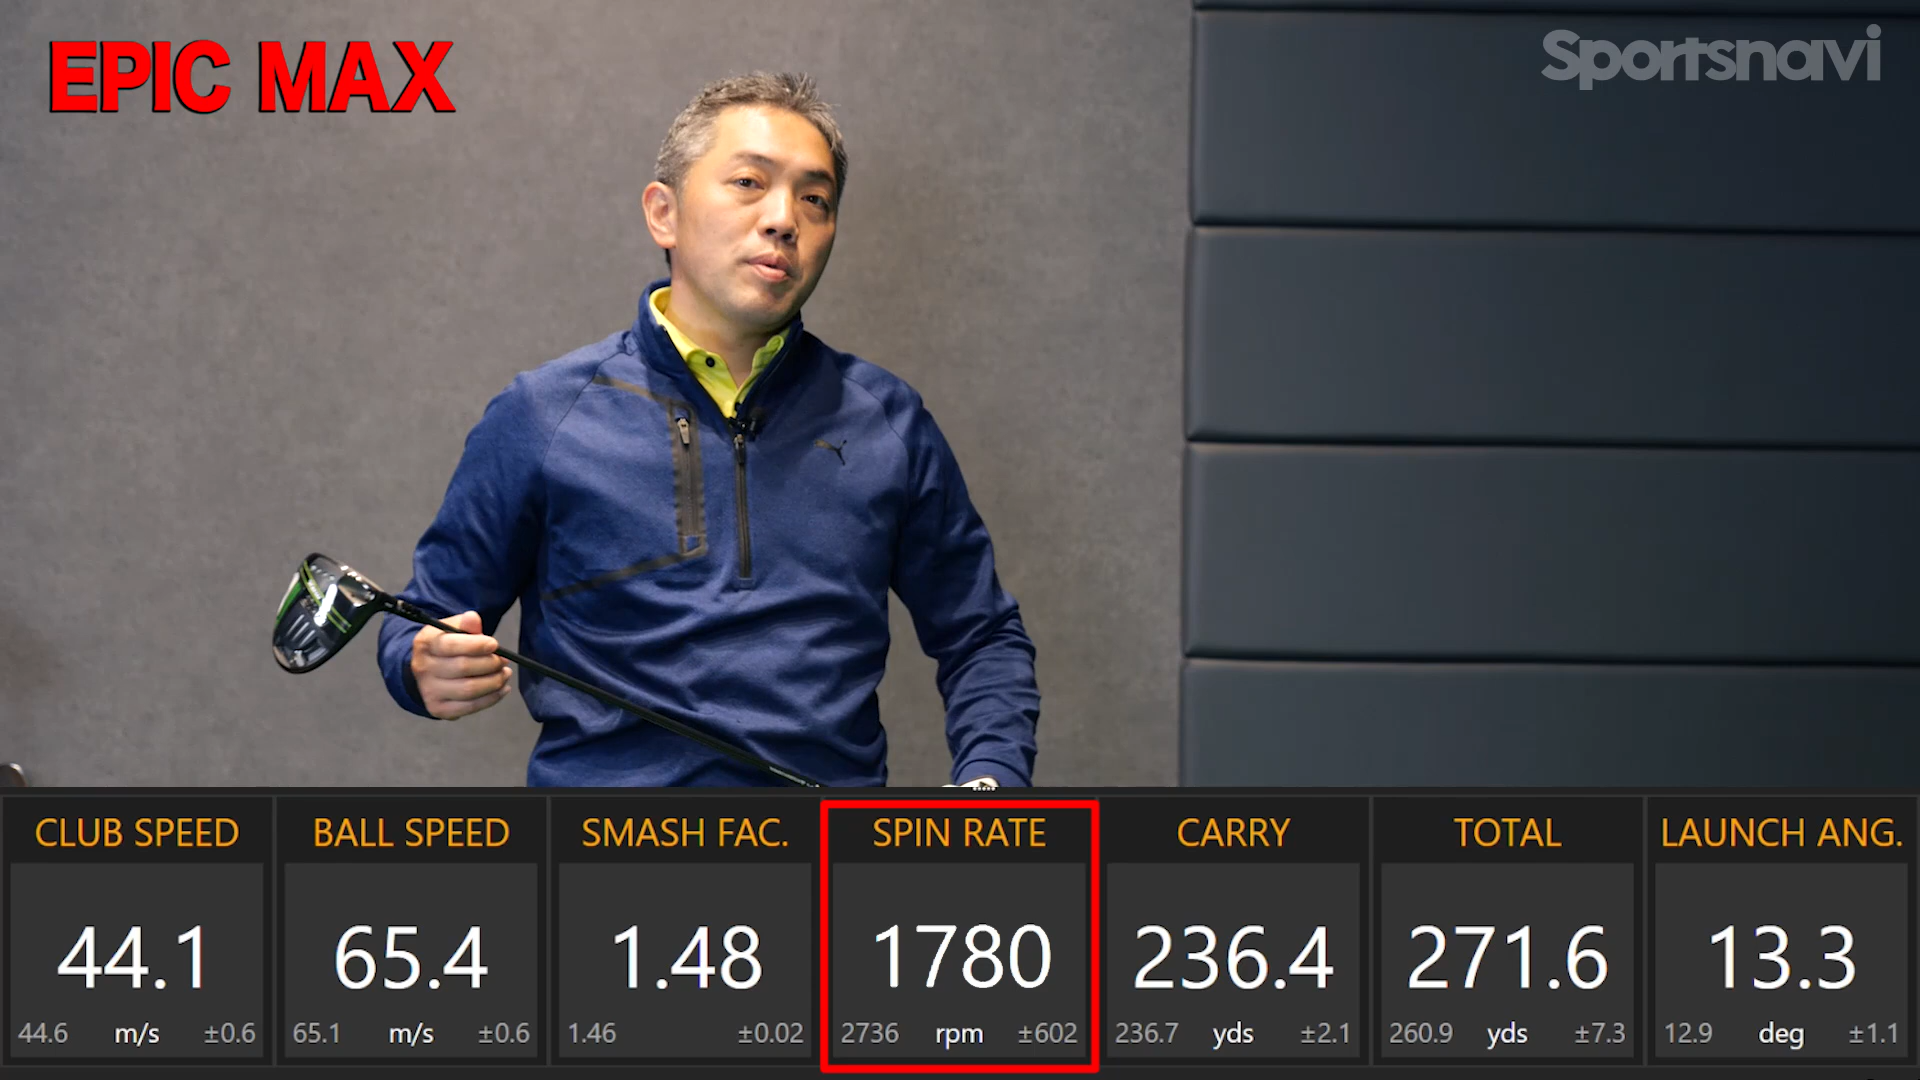 EPIC MAX
Sportsnavi
CLUB SPEED
44.1
44.6 m/s ±0.6
BALL SPEED
65.4
65.1 m/s ±0.6
SMASH FAC.
1.48
1.46 ±0.02
SPIN RATE
1780
2736 rpm ±602
CARRY
236.4
236.7 yds ±2.1
TOTAL
271.6
260.9 yds ±7.3
LAUNCH ANG.
13.3
12.9 deg ±1.1